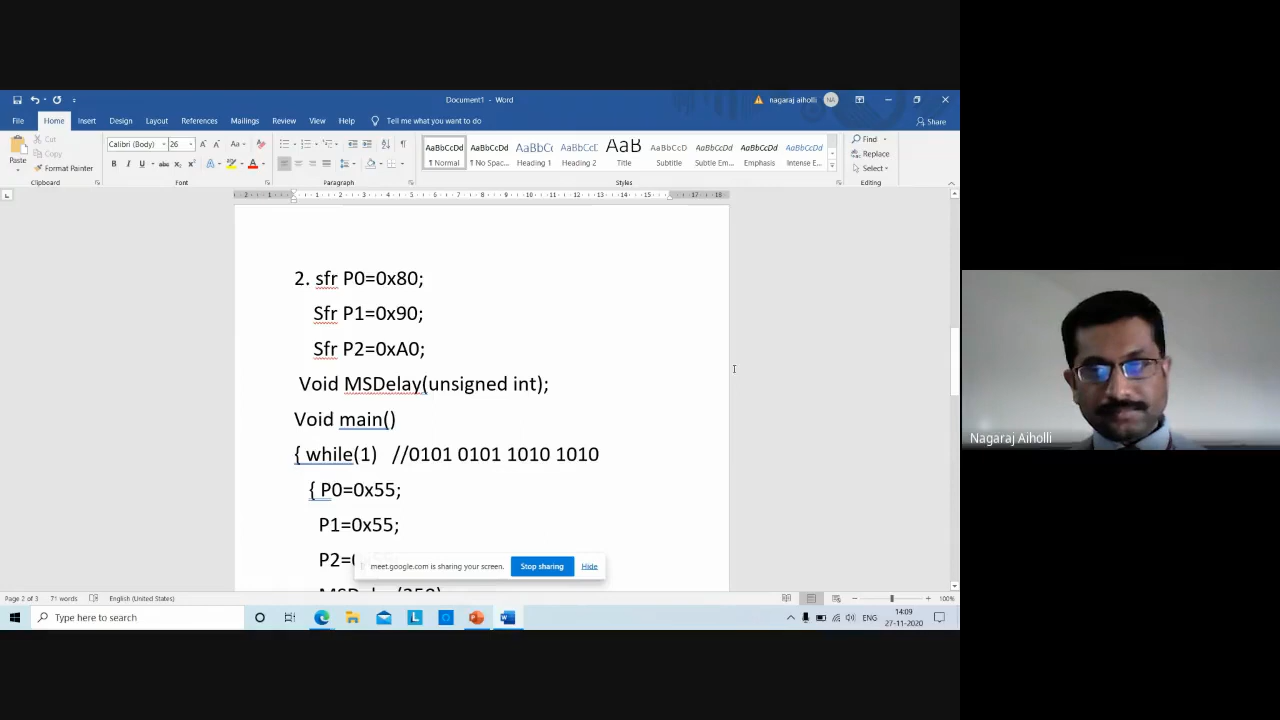 Document1 - Word
nagaraj aiholli
NA
File
Home
Insert
Design
Layout
References
Mailings
Review
View
Help
Tell me what you want to do
Share
Paste
Cut
Copy
Format Painter
Clipboard
Calibri (Body)
26
Font
Paragraph
AaBbCcDd
¶ Normal
AaBbCcDd
¶ No Spac...
AaBbCc
Heading 1
AaBbCcD
Heading 2
AaB
Title
AaBbCcD
Subtitle
AaBbCcDd
Subtle Em...
AaBbCcDd
Emphasis
AaBbCcDd
Intense E...
Styles
Find
Replace
Select
Editing
2. sfr P0=0x80;
Sfr P1=0x90;
Sfr P2=0xA0;
Void MSDelay(unsigned int);
Void main()
{ while(1) //0101 0101 1010 1010
{ P0=0x55;
P1=0x55;
P2=
meet.google.com is sharing your screen.
Stop sharing
Hide
MSDelay(250)
Page 2 of 3
71 words
English (United States)
100%
Type here to search
ENG
14:09
27-11-2020
Nagaraj Aiholli